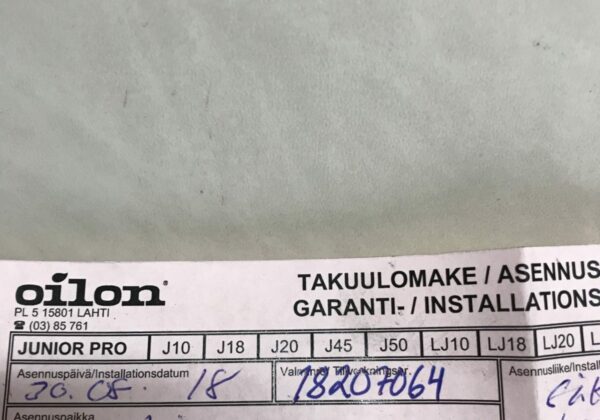 oilon®
TAKUULOMAKE / ASENNUS
PL 5 15801 LAHTI
GARANTI- / INSTALLATIONS
☎ (03) 85 761
JUNIOR PRO J10 J18 J20 J45 J50 LJ10 LJ18 LJ20
Asennuspäivä/Installationsdatum
30.08. 18 18207064
Asennuspaikka